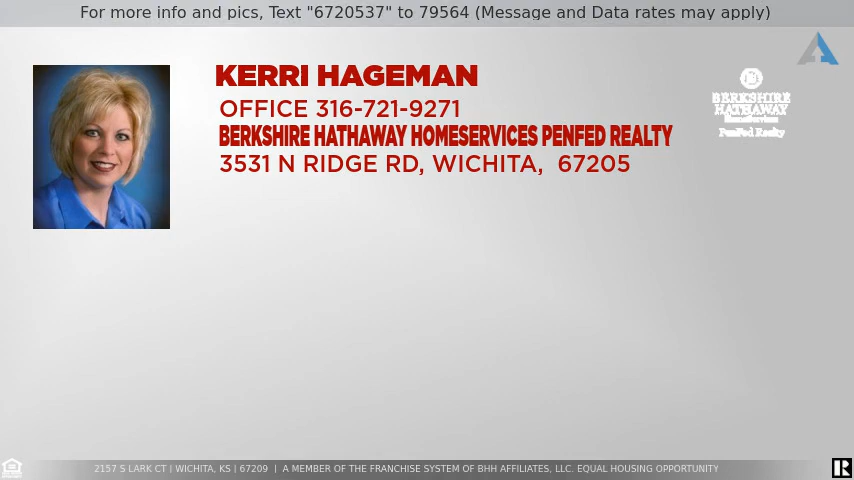 For more info and pics, Text "6720537" to 79564 (Message and Data rates may apply)
KERRI HAGEMAN
OFFICE 316-721-9271
BERKSHIRE HATHAWAY HOMESERVICES PENFED REALTY
3531 N RIDGE RD, WICHITA, 67205
BERKSHIRE
HATHAWAY
HomeServices
PenFed Realty
2157 S LARK CT | WICHITA, KS | 67209 | A MEMBER OF THE FRANCHISE SYSTEM OF BHH AFFILIATES, LLC. EQUAL HOUSING OPPORTUNITY